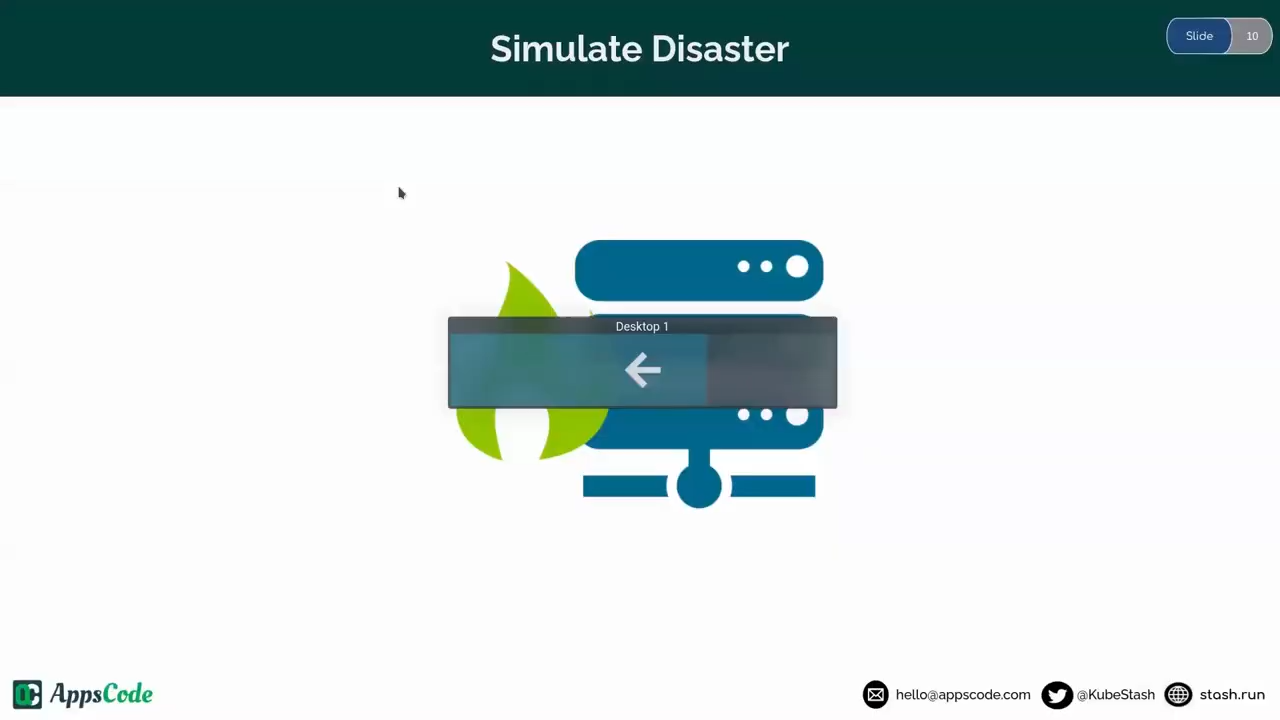 Simulate Disaster
Slide 10
Desktop 1
AppsCode
hello@appscode.com @KubeStash stash.run